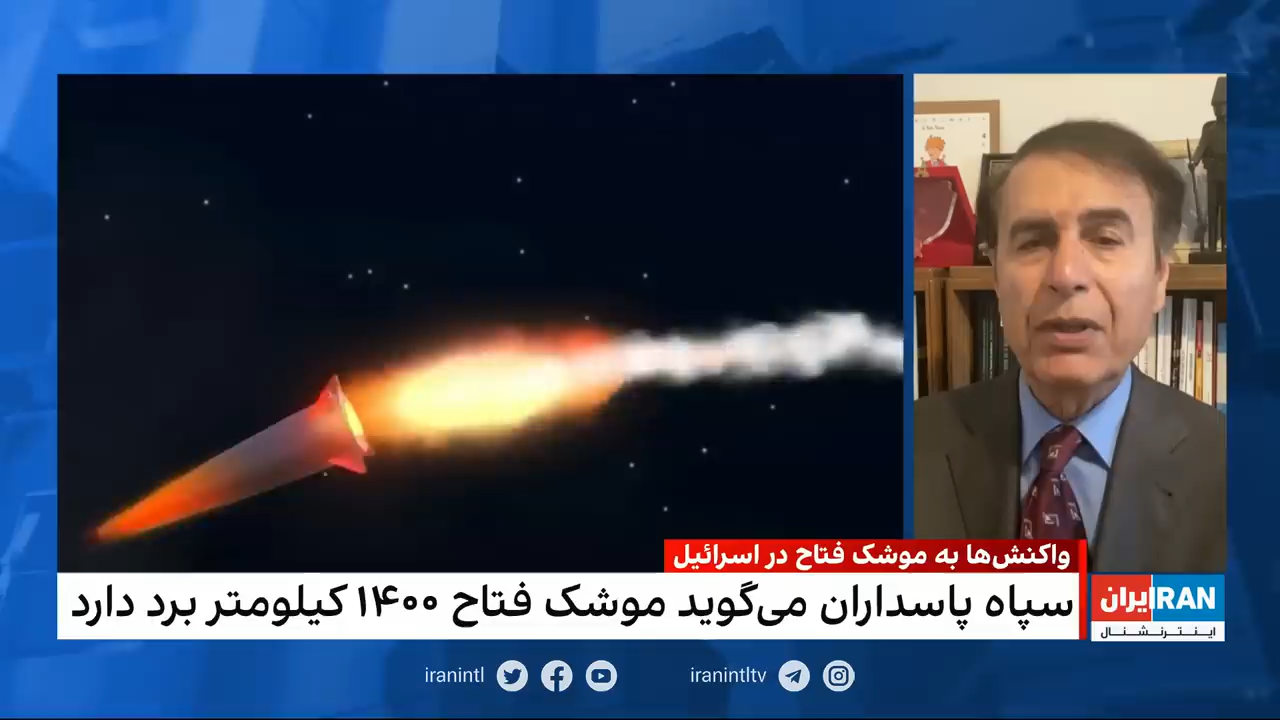 واکنش‌ها به موشک فتاح در اسرائیل
سپاه پاسداران می‌گوید موشک فتاح ۱۴۰۰ کیلومتر برد دارد
ایران IRAN
اینترنشنال
iranintl
iranintltv